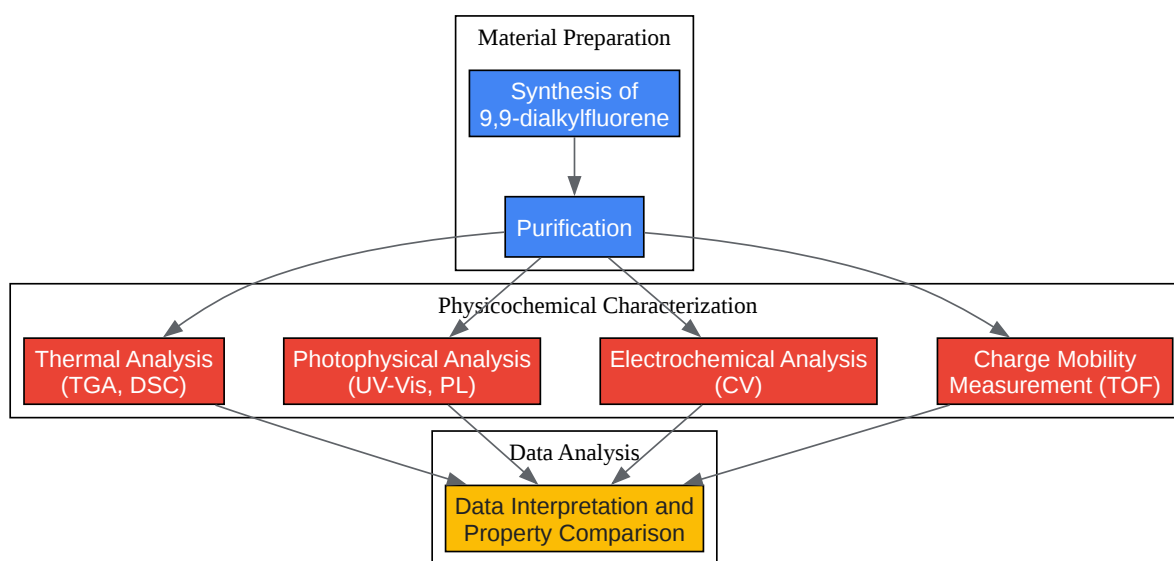 Material Preparation
Synthesis of
9,9-dialkylfluorene
Purification
Physicochemical Characterization
Thermal Analysis
(TGA, DSC)
Photophysical Analysis
(UV-Vis, PL)
Electrochemical Analysis
(CV)
Charge Mobility
Measurement (TOF)
Data Analysis
Data Interpretation and
Property Comparison